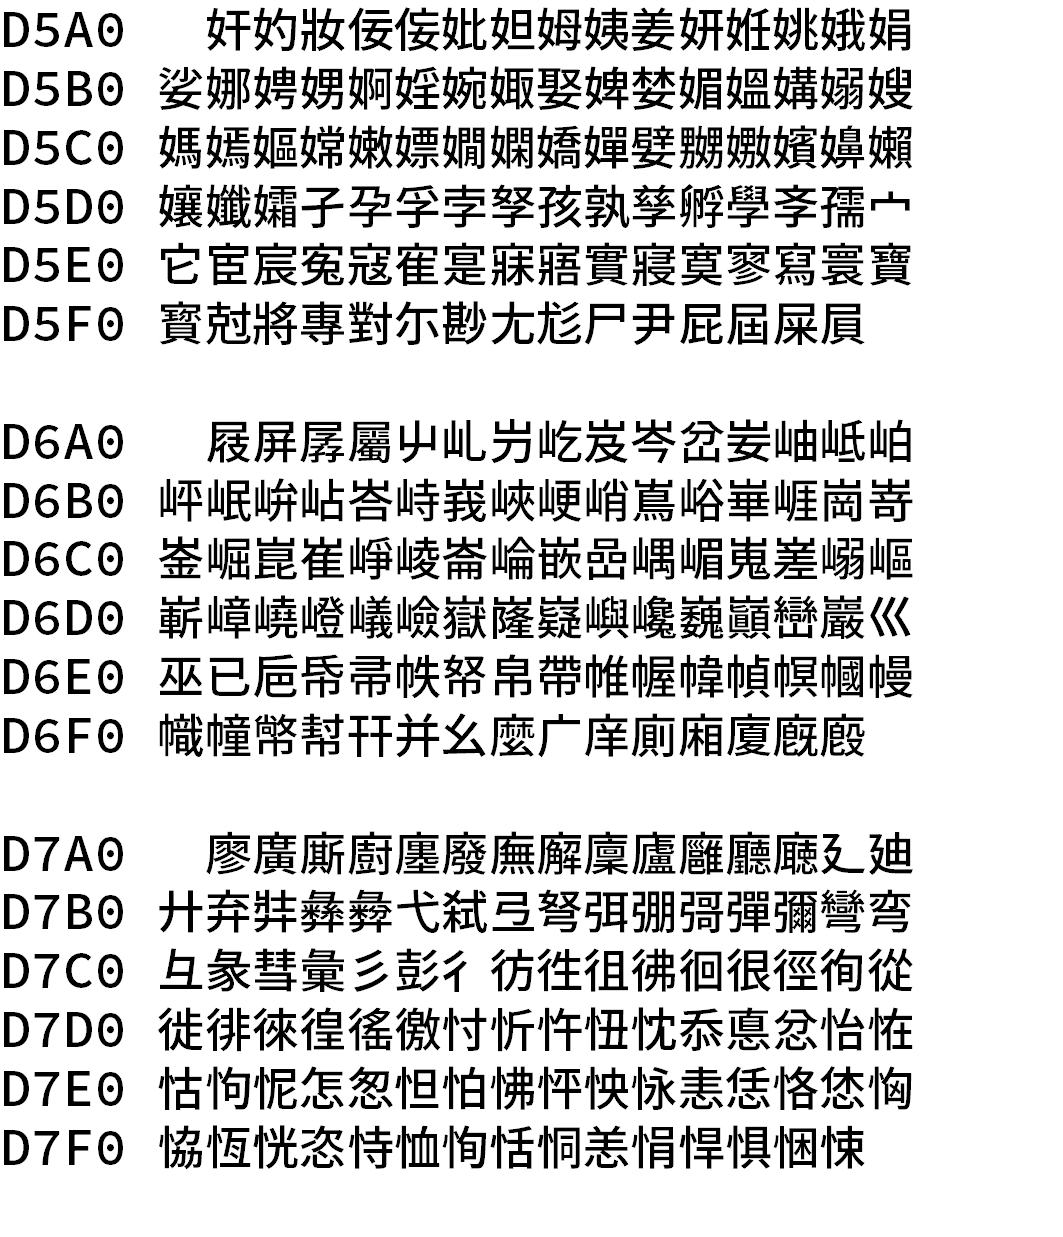 D5A0 奸妁妝佞侫妣妲姆姨姜妍姙姚娥娟
D5B0 娑娜娉娚婀婬婉娵娶婢婪媚媼媾嫋嫂
D5C0 媽嫣嫗嫦嫩嫖嫺嫻嬌嬋嬖嬲嫐嬪嬶嬾
D5D0 孃孅孀孑孕孚孛孥孩孰孳孵學斈孺宀
D5E0 它宦宸寃寇寉寔寐寤實寢寞寥寫寰寶
D5F0 寳尅將專對尓尠尢尨尸尹屁屆屎屓
D6A0 屐屏孱屬屮乢屶屹岌岑岔妛岫岻岶
D6B0 岼岷峅岾峇峙峩峽峺峭嶌峪崋崕崗嵜
D6C0 崟崛崑崔崢崚崙崘嵌嵒嵎嵋嵬嵳嵶嶇
D6D0 嶄嶂嶢嶝嶬嶮嶽嶐嶷嶼巉巍巓巒巖巛
D6E0 巫已巵帋帚帙帑帛帶帷幄幃幀幎幗幔
D6F0 幟幢幤幇幵并幺麼广庠廁廂廈廐廏
D7A0 廖廣廝廚廛廢廡廨廩廬廱廳廰廴廸
D7B0 廾弃弉彝彜弋弑弖弩弭弸彁彈彌彎弯
D7C0 彑彖彗彙彡彭彳彷徃徂彿徊很徑徇從
D7D0 徙徘徠徨徭徼忖忻忤忸忱忝悳忿怡恠
D7E0 怙怐怩怎怱怛怕怫怦怏怺恚恁恪恷恟
D7F0 恊恆恍恣恃恤恂恬恫恙悁悍惧悃悚